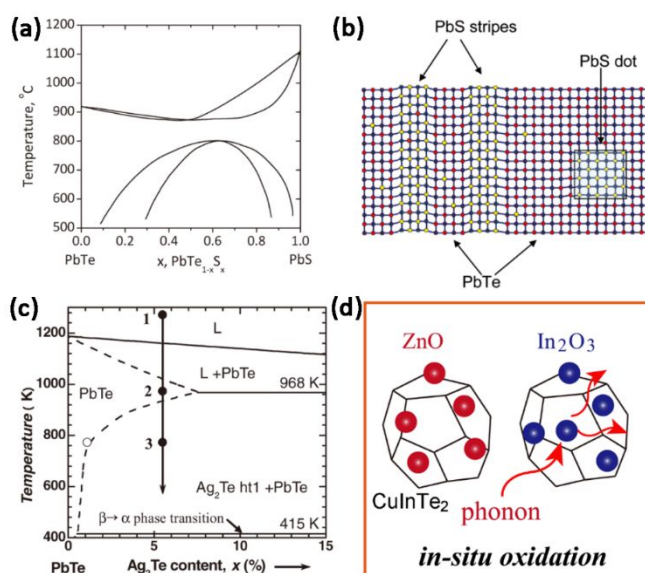 (a)
1200
1100
1000
900
800
700
600
500
Temperature, °C
0.0 0.2 0.4 0.6 0.8 1.0
PbTe x, PbTe1-xSx PbS
(b)
PbS stripes
PbS dot
PbTe
(c)
1200
1000
800
600
400
Temperature (K)
1
L
L +PbTe
PbTe
2
968 K
3
Ag2Te ht1 +PbTe
β→ α phase transition
415 K
0 5 10 15
PbTe Ag2Te content, x (%)
(d)
ZnO In2O3
CuInTe2
phonon
in-situ oxidation